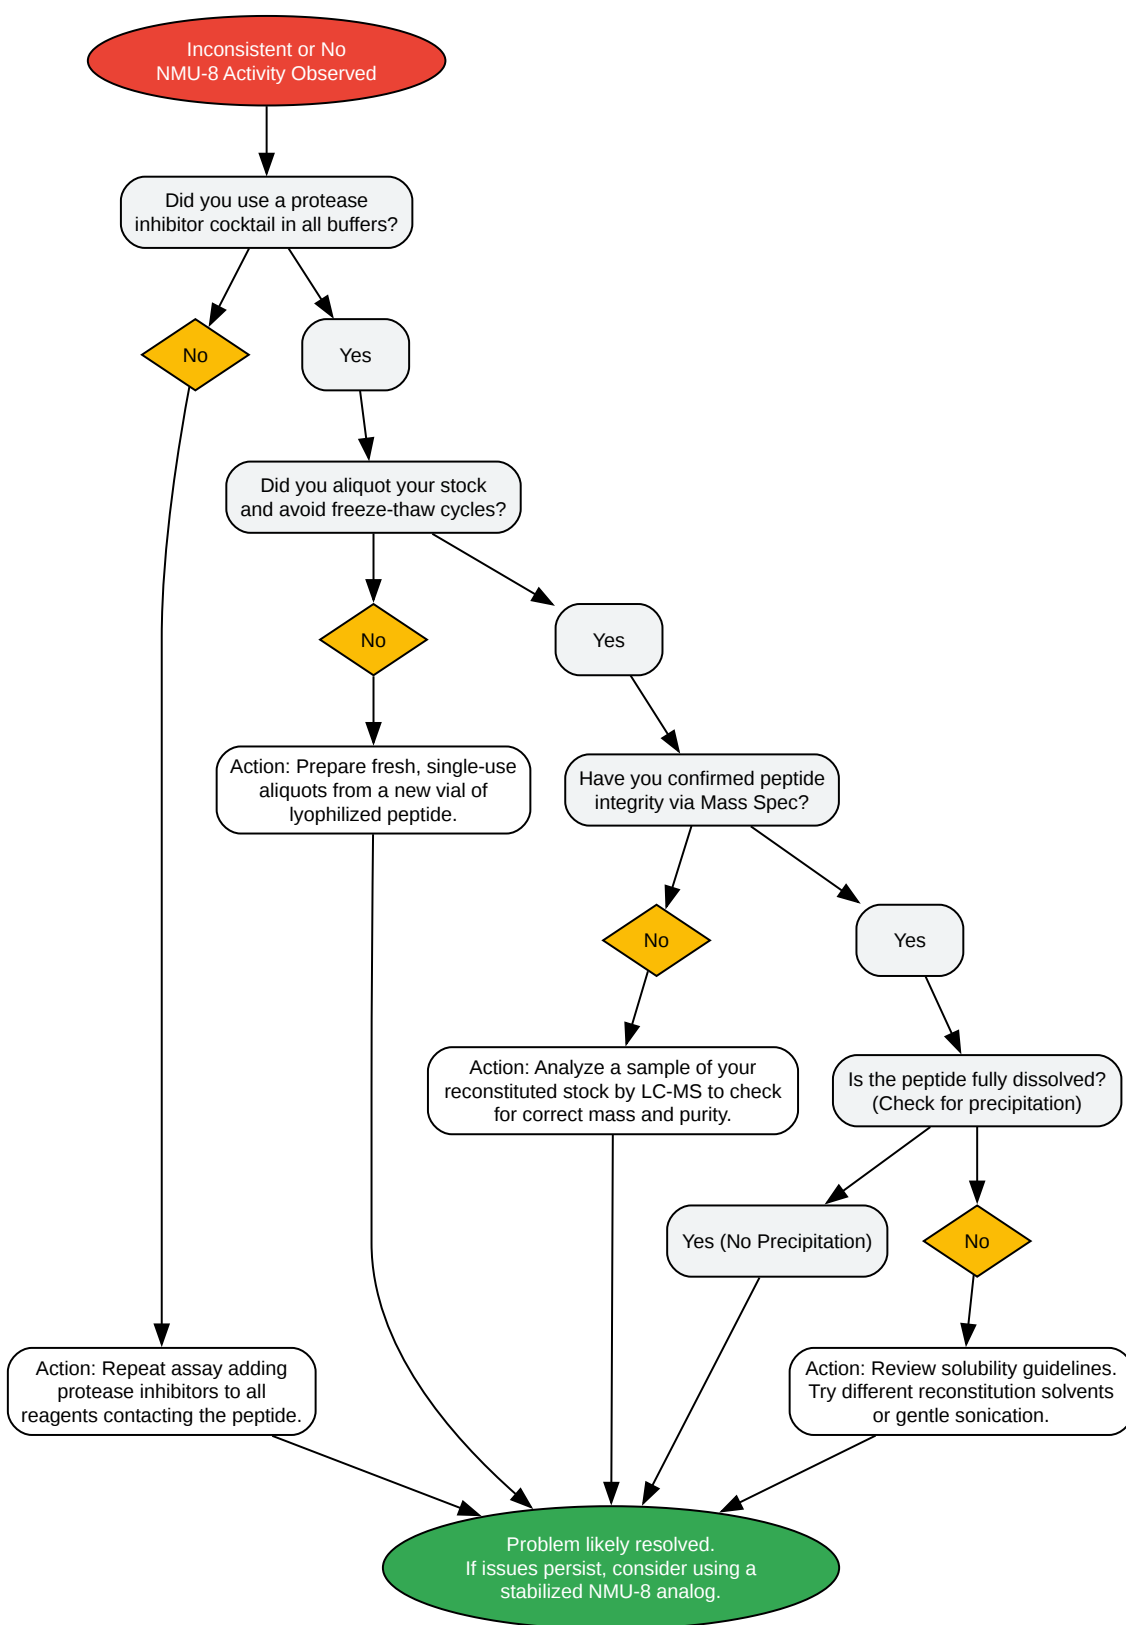 Inconsistent or No
NMU-8 Activity Observed
Did you use a protease
inhibitor cocktail in all buffers?
No
Yes
Did you aliquot your stock
and avoid freeze-thaw cycles?
No
Yes
Action: Prepare fresh, single-use
aliquots from a new vial of
lyophilized peptide.
Have you confirmed peptide
integrity via Mass Spec?
No
Yes
Action: Analyze a sample of your
reconstituted stock by LC-MS to check
for correct mass and purity.
Is the peptide fully dissolved?
(Check for precipitation)
Yes (No Precipitation)
No
Action: Repeat assay adding
protease inhibitors to all
reagents contacting the peptide.
Action: Review solubility guidelines.
Try different reconstitution solvents
or gentle sonication.
Problem likely resolved.
If issues persist, consider using a
stabilized NMU-8 analog.